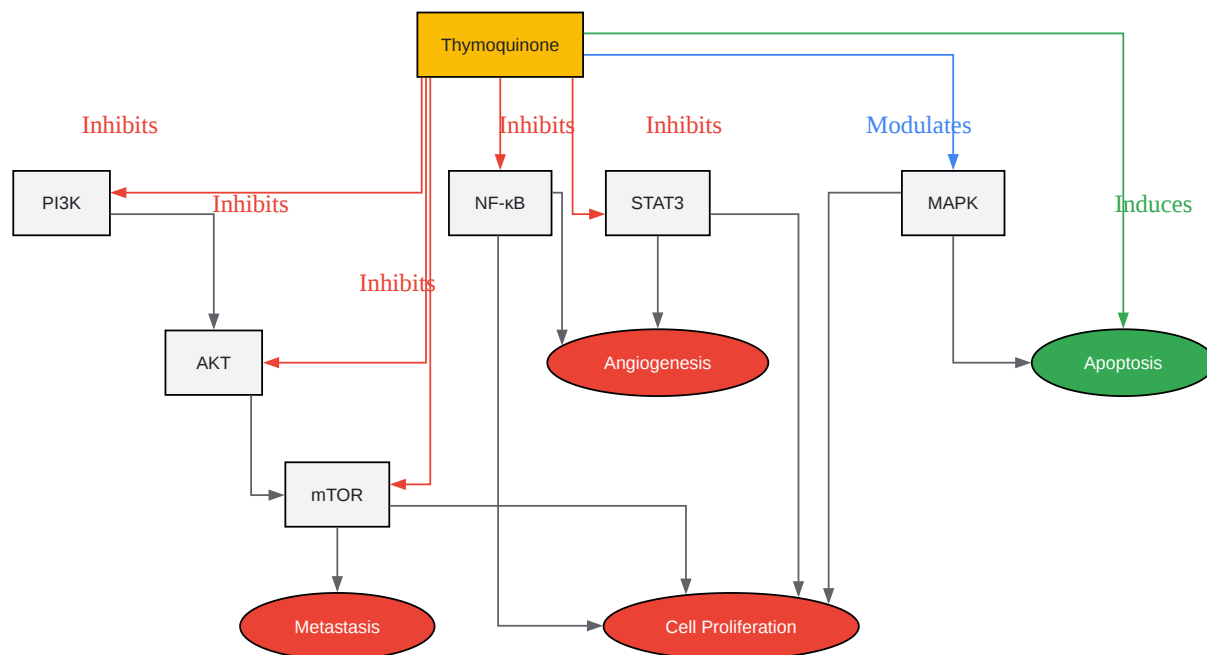 Thymoquinone
Inhibits
Inhibits
Inhibits
Modulates
PI3K
Inhibits
NF-κB
STAT3
MAPK
Induces
Inhibits
AKT
Angiogenesis
Apoptosis
mTOR
Metastasis
Cell Proliferation